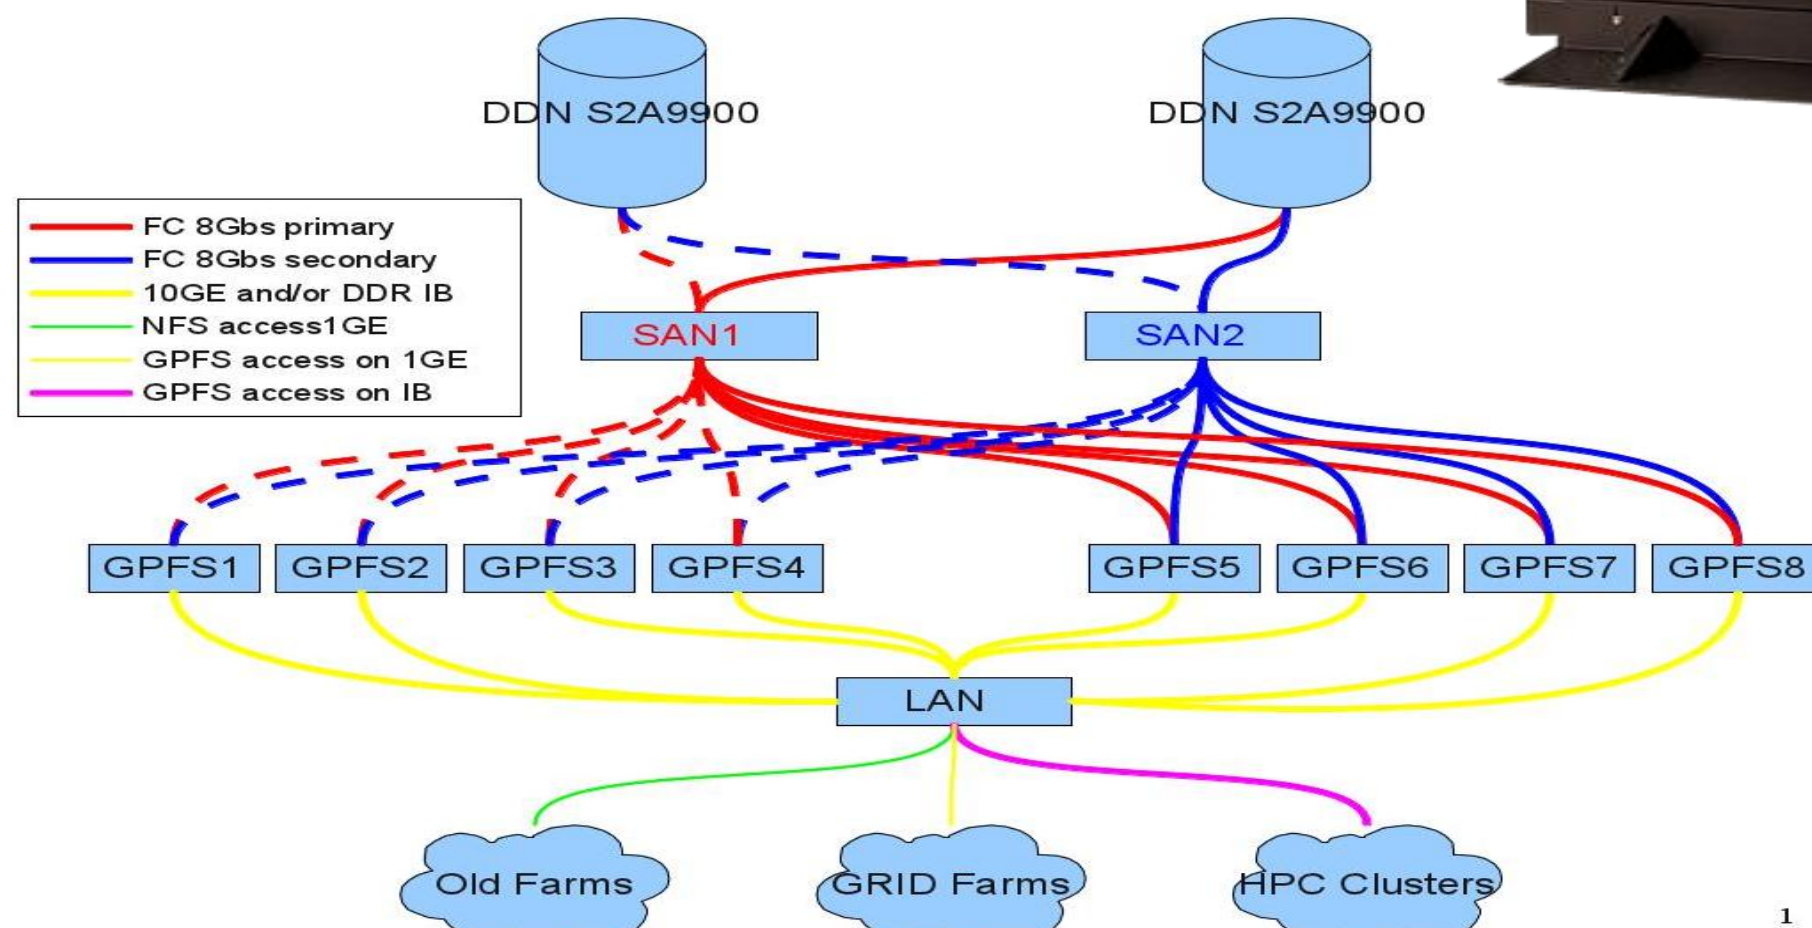 DDN S2A9900
DDN S2A9900
FC 8Gbs primary
FC 8Gbs secondary
10GE and/or DDR IB
NFS access1GE
GPFS access on 1GE
GPFS access on IB
SAN1
SAN2
GPFS1
GPFS2
GPFS3
GPFS4
GPFS5
GPFS6
GPFS7
GPFS8
LAN
Old Farms
GRID Farms
HPC Clusters
1